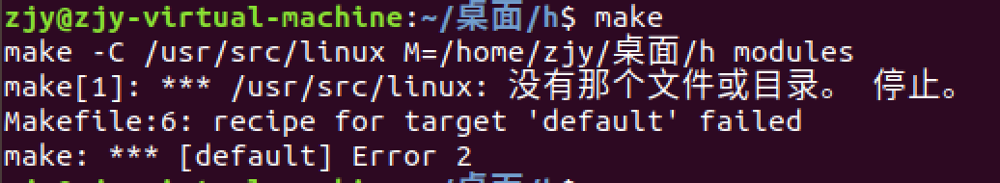 zjy@zjy-virtual-machine:~/桌面/h$ make
make -C /usr/src/linux M=/home/zjy/桌面/h modules
make[1]: *** /usr/src/linux: 没有那个文件或目录。 停止。
Makefile:6: recipe for target 'default' failed
make: *** [default] Error 2